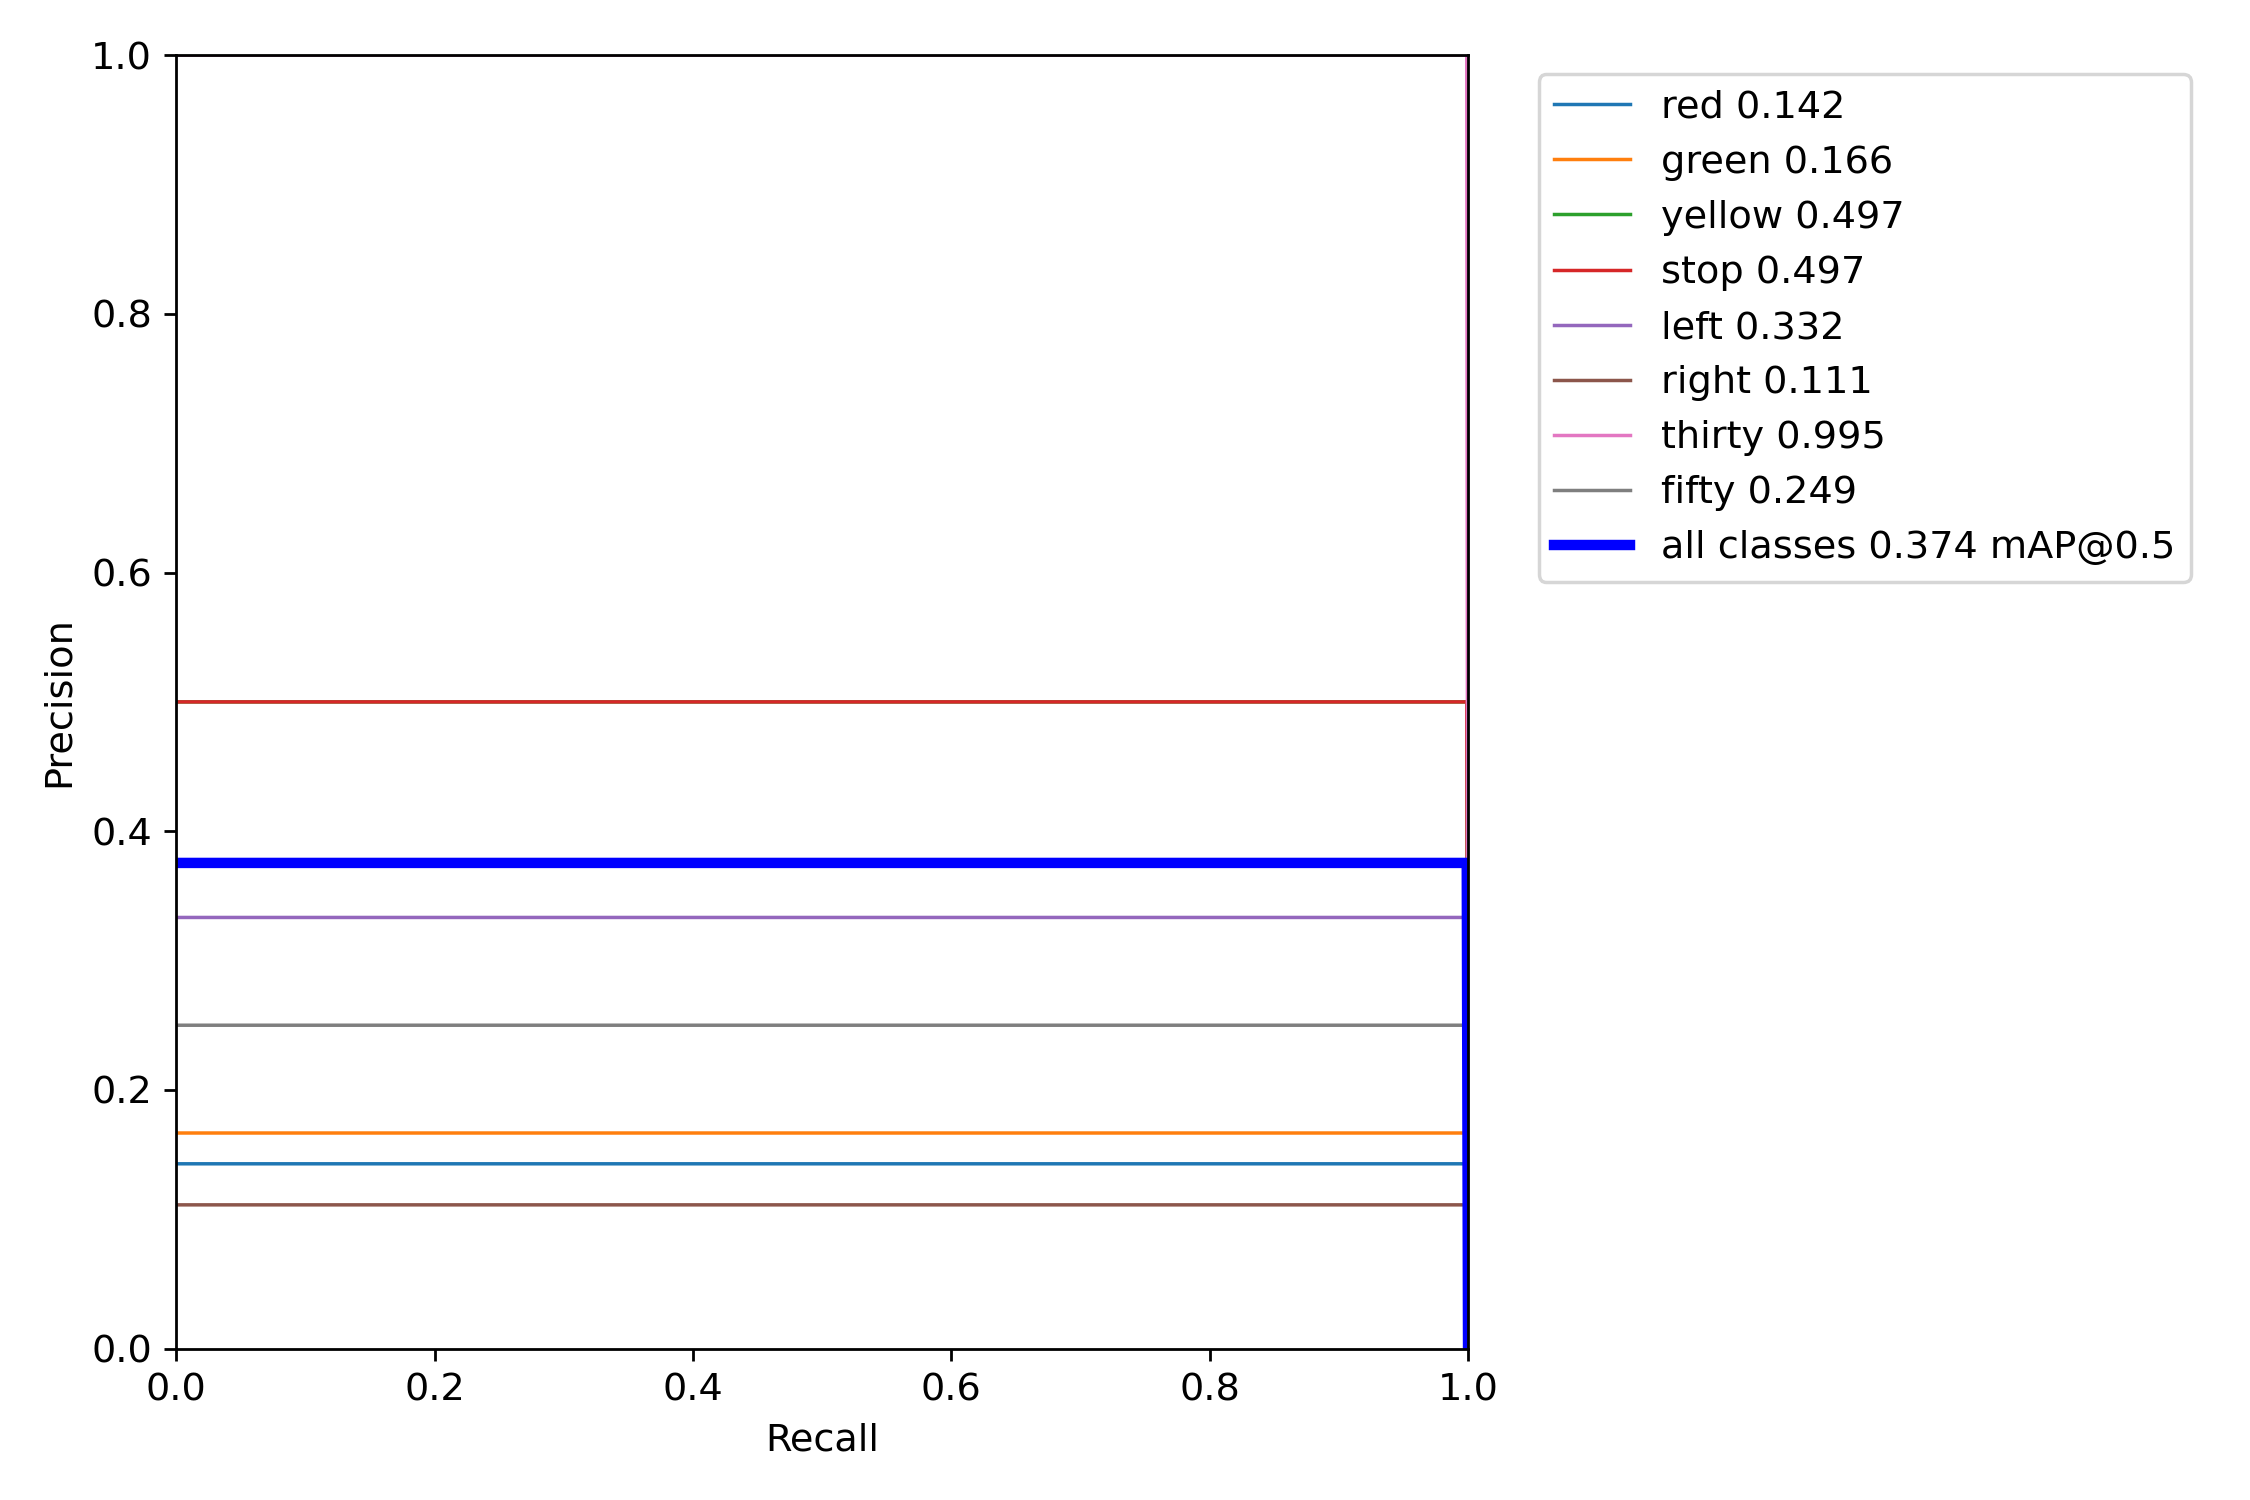 1.0
0.8
0.6
0.4
0.2
0.0
Precision
0.0 0.2 0.4 0.6 0.8 1.0
Recall
red 0.142
green 0.166
yellow 0.497
stop 0.497
left 0.332
right 0.111
thirty 0.995
fifty 0.249
all classes 0.374 mAP@0.5